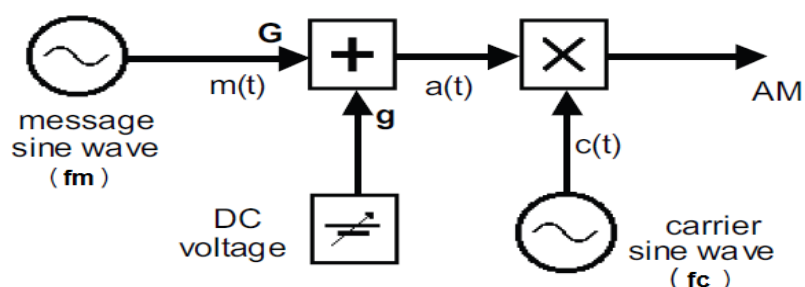 G
m(t)
message
sine wave
( fm )
+
g
DC
voltage
a(t)
×
c(t)
carrier
sine wave
( fc )
AM